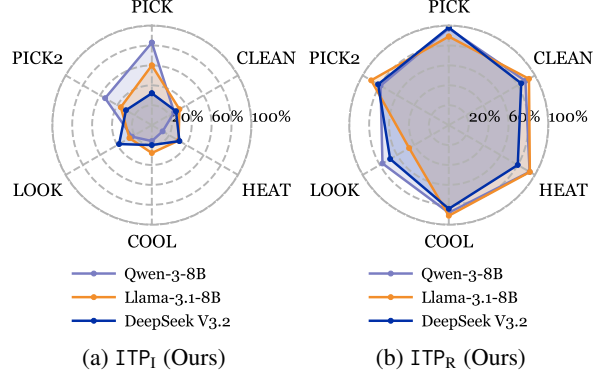 PICK
PICK2
CLEAN
20% 60% 100%
LOOK
HEAT
COOL
Qwen-3-8B
Llama-3.1-8B
DeepSeek V3.2
(a) ITP_I (Ours)
PICK
PICK2
CLEAN
20% 60% 100%
LOOK
HEAT
COOL
Qwen-3-8B
Llama-3.1-8B
DeepSeek V3.2
(b) ITP_R (Ours)